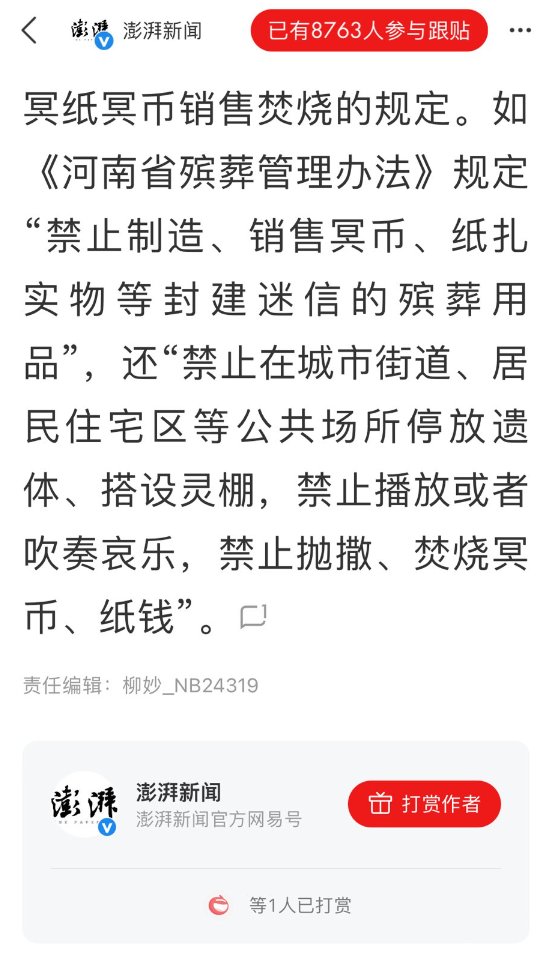 澎湃
澎湃新闻
已有8763人参与跟贴
冥纸冥币销售焚烧的规定。如
《河南省殡葬管理办法》规定
“禁止制造、销售冥币、纸扎
实物等封建迷信的殡葬用
品”，还“禁止在城市街道、居
民住宅区等公共场所停放遗
体、搭设灵棚，禁止播放或者
吹奏哀乐，禁止抛撒、焚烧冥
币、纸钱”。
1
责任编辑：柳妙_NB24319
澎湃
澎湃新闻
澎湃新闻官方网易号
打赏作者
等1人已打赏